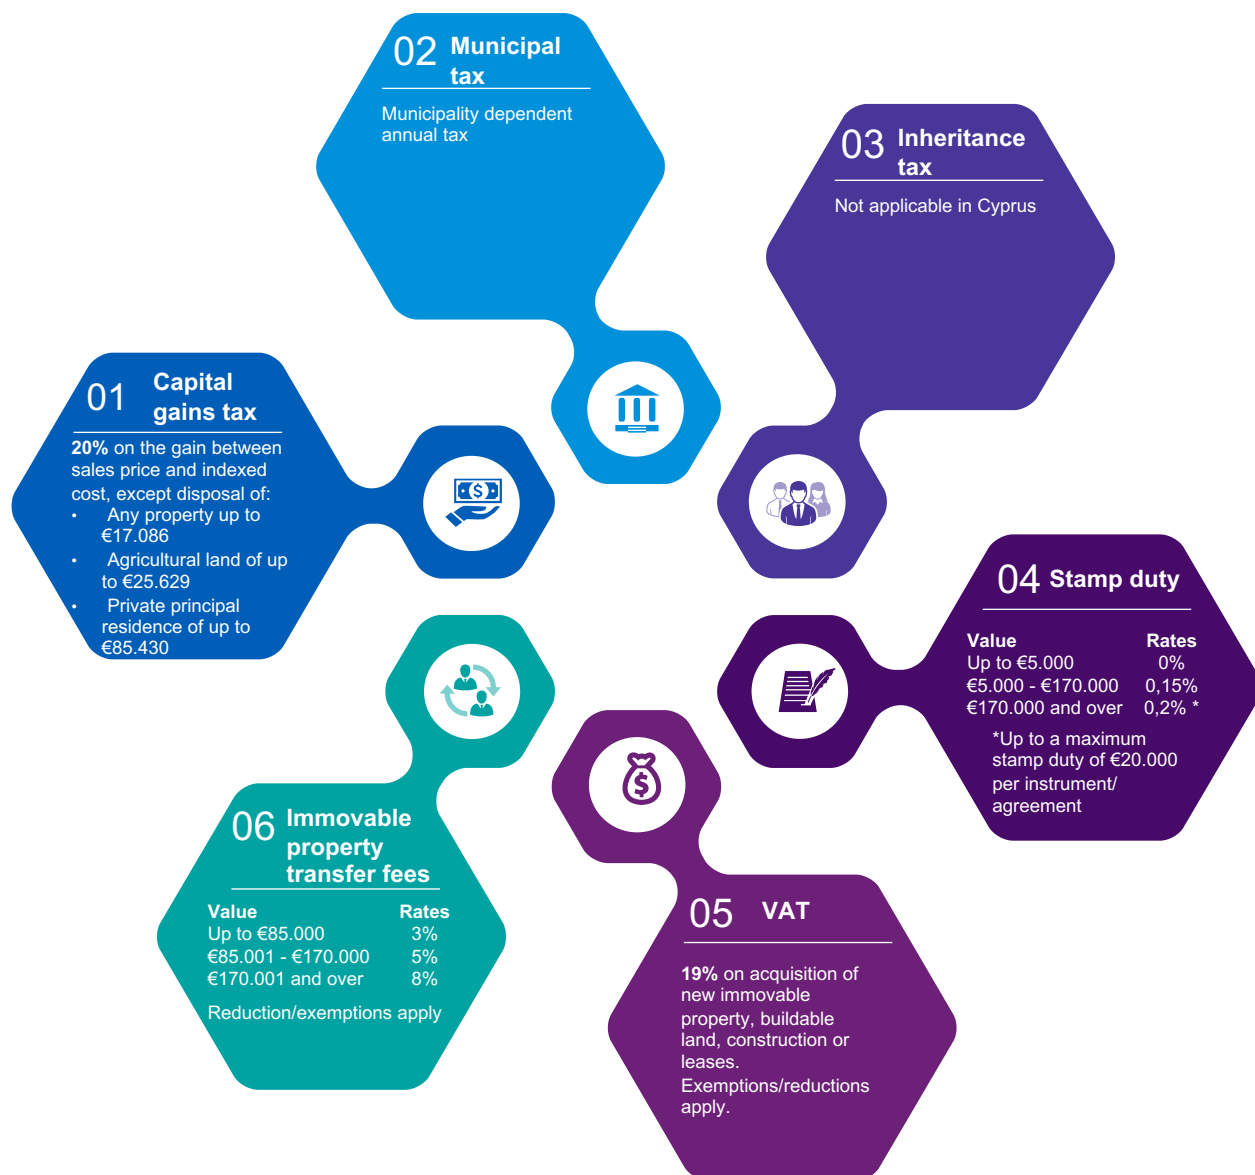 01 Capital
gains tax
20% on the gain between
sales price and indexed
cost, except disposal of:
• Any property up to
€17.086
• Agricultural land of up
to €25.629
• Private principal
residence of up to
€85.430
02 Municipal
tax
Municipality dependent
annual tax
03 Inheritance
tax
Not applicable in Cyprus
04 Stamp duty
Value Rates
Up to €5.000 0%
€5.000 - €170.000 0,15%
€170.000 and over 0,2% *
*Up to a maximum
stamp duty of €20.000
per instrument/
agreement
05 VAT
19% on acquisition of
new immovable
property, buildable
land, construction or
leases.
Exemptions/reductions
apply.
06 Immovable
property
transfer fees
Value Rates
Up to €85.000 3%
€85.001 - €170.000 5%
€170.001 and over 8%
Reduction/exemptions apply